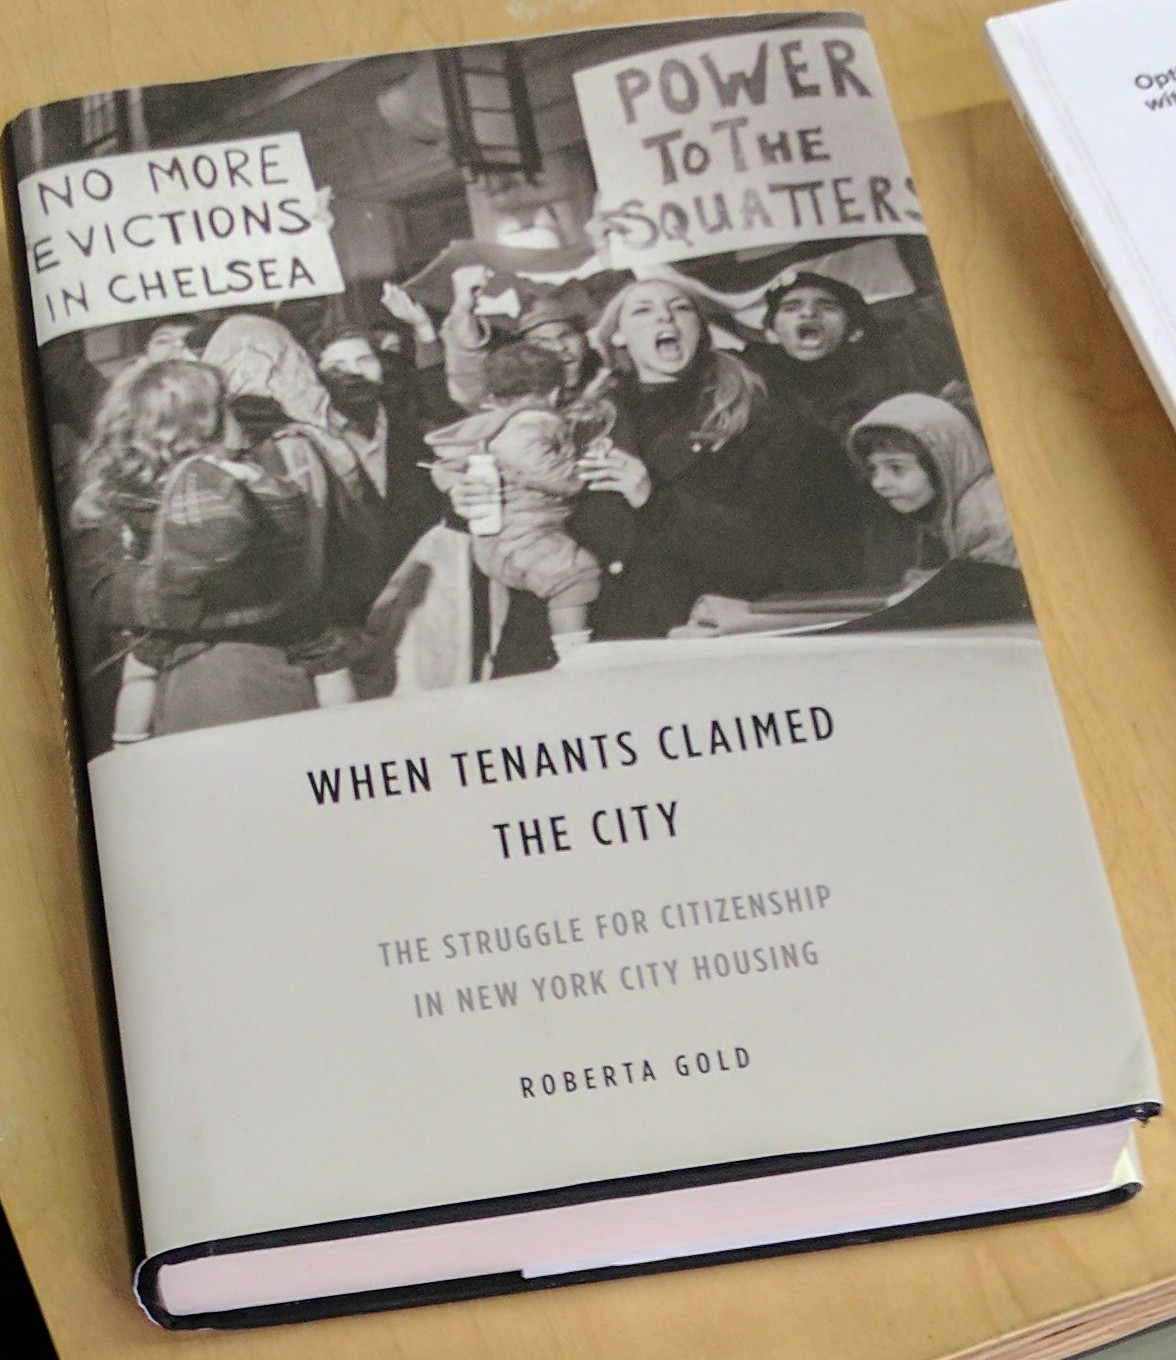 NO MORE
EVICTIONS
IN CHELSEA
POWER
TO THE
SQUATTERS
WHEN TENANTS CLAIMED
THE CITY
THE STRUGGLE FOR CITIZENSHIP
IN NEW YORK CITY HOUSING
ROBERTA GOLD